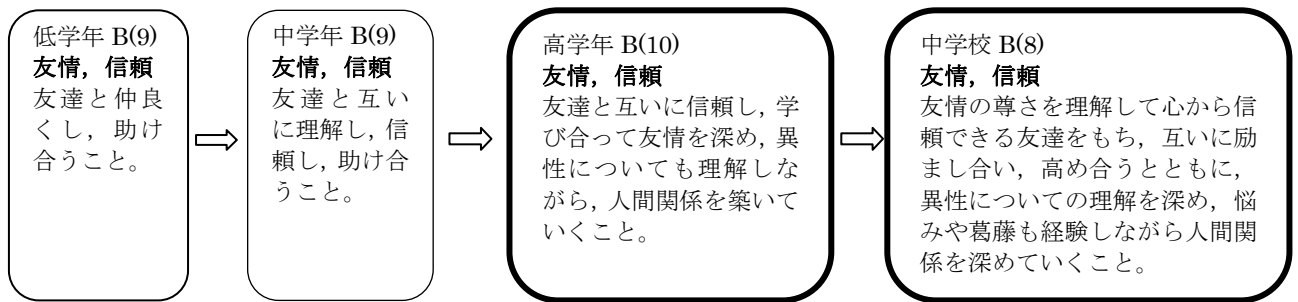 低学年 B(9)
友情，信頼
友達と仲良
くし，助け
合うこと。
中学年 B(9)
友情，信頼
友達と互い
に理解し，信
頼し，助け合
うこと。
高学年 B(10)
友情，信頼
友達と互いに信頼し，学
び合って友情を深め，異
性についても理解しな
がら，人間関係を築いて
いくこと。
中学校 B(8)
友情，信頼
友情の尊さを理解して心から信
頼できる友達をもち，互いに励
まし合い，高め合うとともに，
異性についての理解を深め，悩
みや葛藤も経験しながら人間関
係を深めていくこと。